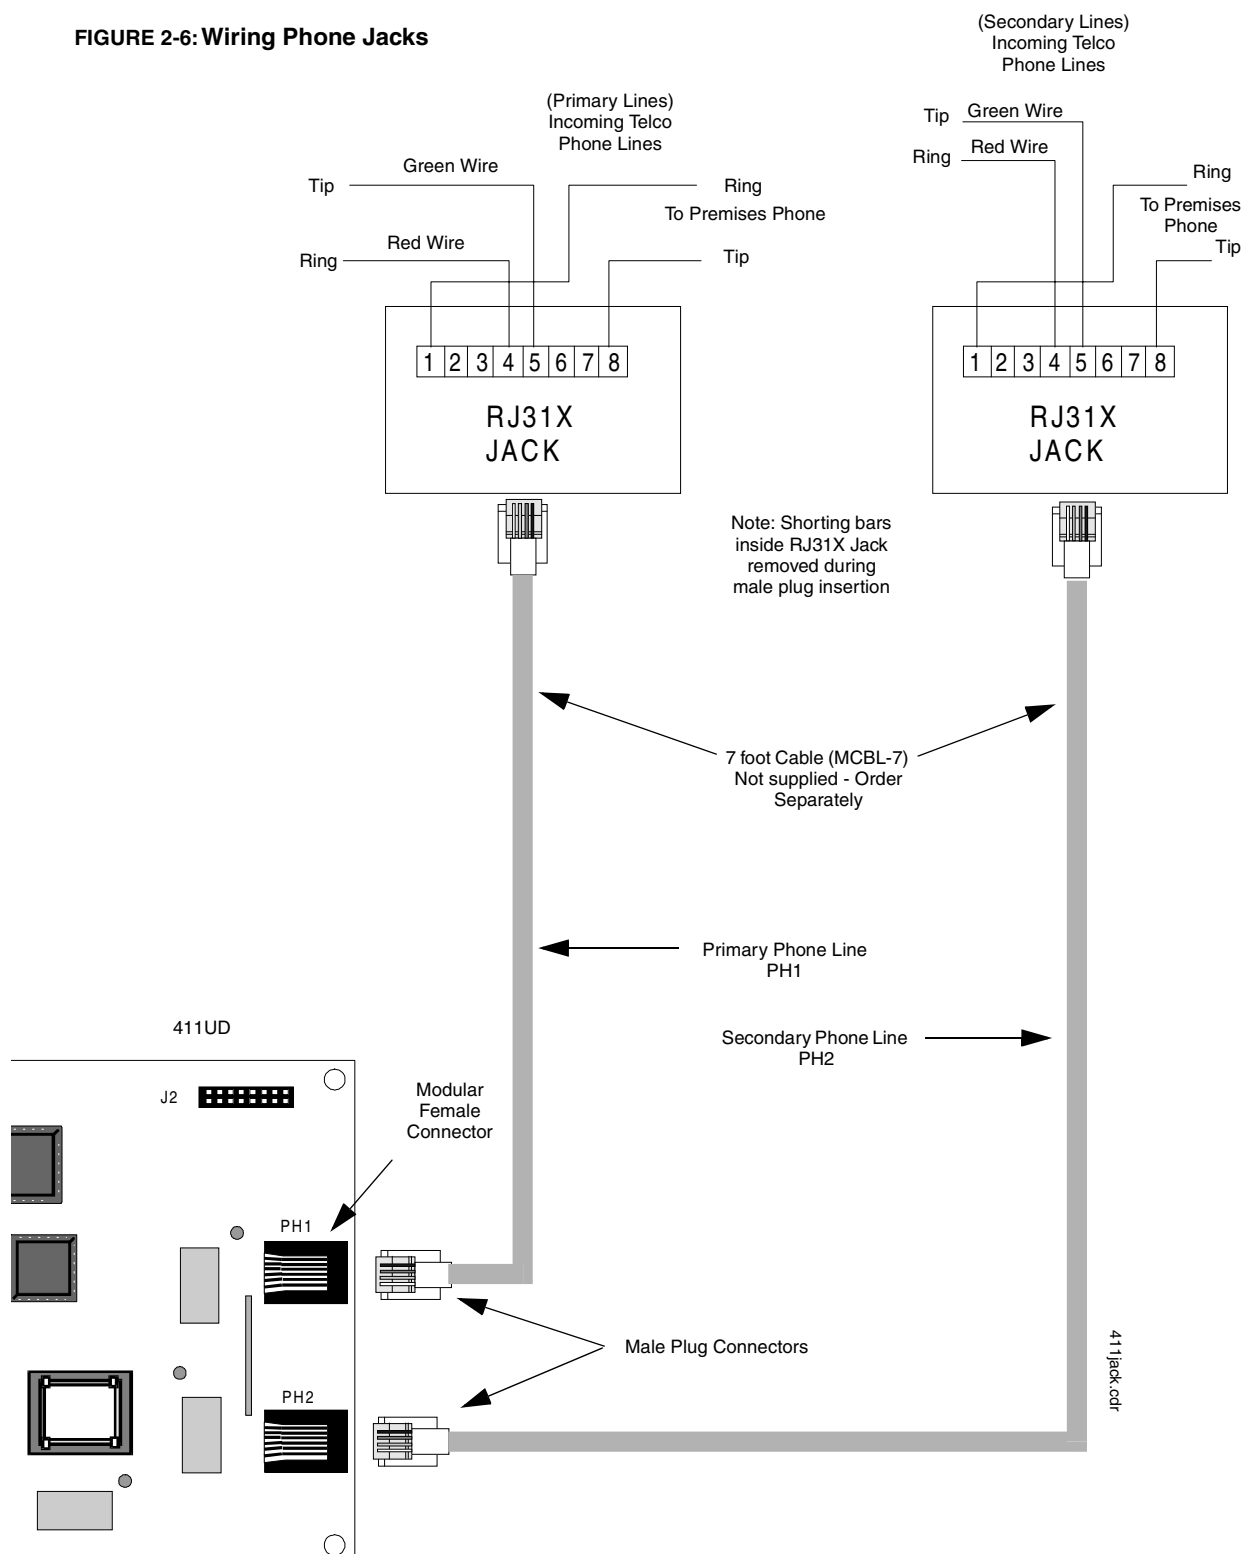 FIGURE 2-6: Wiring Phone Jacks
(Secondary Lines)
Incoming Telco
Phone Lines
(Primary Lines)
Incoming Telco
Phone Lines
Tip
Green Wire
Ring
Red Wire
Ring
To Premises
Phone
Tip
Green Wire
Tip
Ring
To Premises Phone
Red Wire
Ring
Tip
1 2 3 4 5 6 7 8
RJ31X
JACK
1 2 3 4 5 6 7 8
RJ31X
JACK
Note: Shorting bars
inside RJ31X Jack
removed during
male plug insertion
7 foot Cable (MCBL-7)
Not supplied - Order
Separately
Primary Phone Line
PH1
Secondary Phone Line
PH2
411UD
J2
Modular
Female
Connector
PH1
Male Plug Connectors
PH2
411jack.cdr